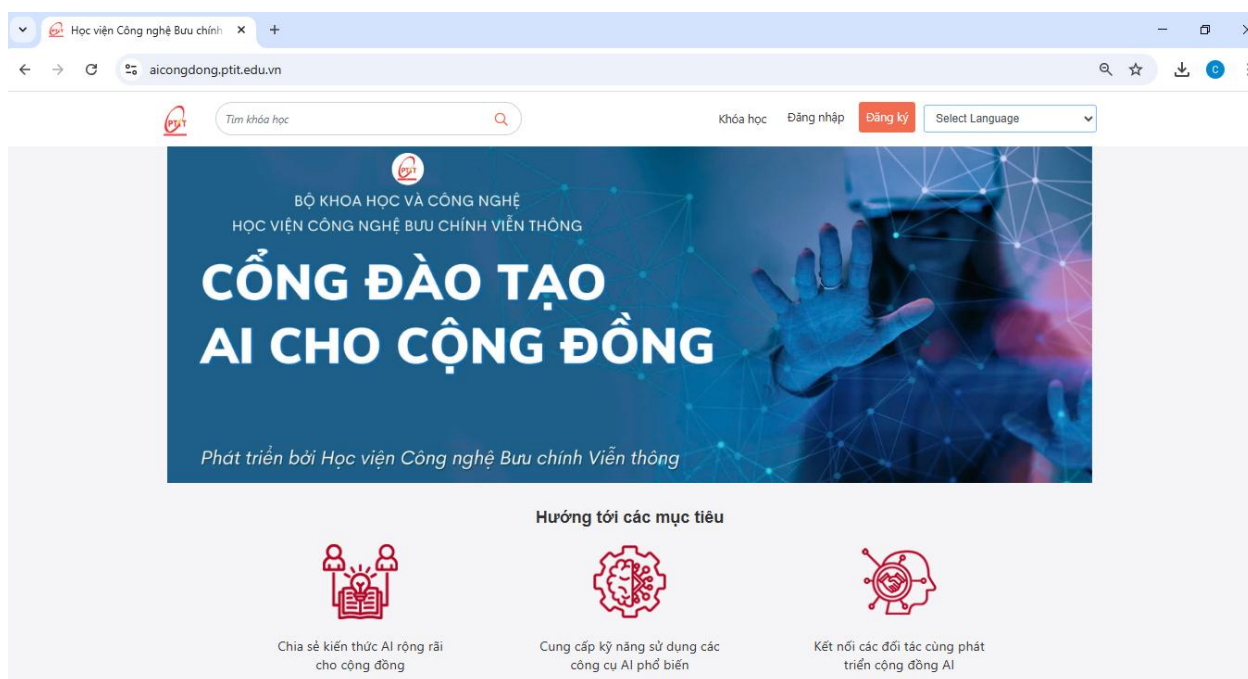 Học viện Công nghệ Bưu chính
aicongdong.ptit.edu.vn
C
PTIT
Tìm khóa học
Khóa học
Đăng nhập
Đăng ký
Select Language
PTIT
BỘ KHOA HỌC VÀ CÔNG NGHỆ
HỌC VIỆN CÔNG NGHỆ BƯU CHÍNH VIỄN THÔNG
CỔNG ĐÀO TẠO
AI CHO CỘNG ĐỒNG
Phát triển bởi Học viện Công nghệ Bưu chính Viễn thông
Hướng tới các mục tiêu
Chia sẻ kiến thức AI rộng rãi
cho cộng đồng
Cung cấp kỹ năng sử dụng các
công cụ AI phổ biến
Kết nối các đối tác cùng phát
triển cộng đồng AI